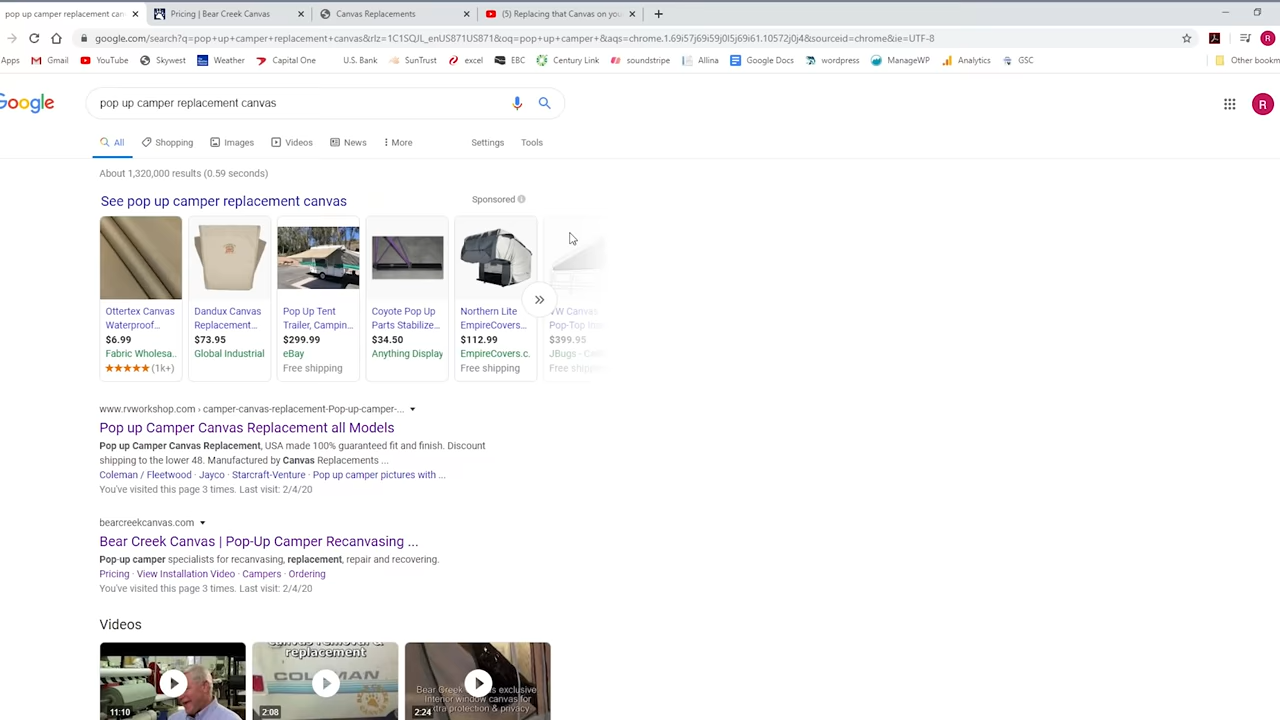 pop up camper replacement can
Pricing | Bear Creek Canvas
Canvas Replacements
(5) Replacing that Canvas on you
google.com/search?q=pop+up+camper+replacement+canvas&rlz=1C1SQJL_enUS871US871&oq=pop+up+camper+&aqs=chrome.1.69i57j69i59j0l5j69i61.10572j0j4&sourceid=chrome&ie=UTF-8
Apps Gmail YouTube Skywest Weather Capital One U.S. Bank SunTrust excel EBC Century Link soundstripe Allina Google Docs wordpress ManageWP Analytics GSC Other bookm
Google
pop up camper replacement canvas
R
All Shopping Images Videos News More Settings Tools
About 1,320,000 results (0.59 seconds)
See pop up camper replacement canvas
Sponsored
Ottertex Canvas
Waterproof...
$6.99
Fabric Wholesa..
(1k+)
Dandux Canvas
Replacement...
$73.95
Global Industrial
Pop Up Tent
Trailer, Campin...
$299.99
eBay
Free shipping
Coyote Pop Up
Parts Stabilize...
$34.50
Anything Display
Northern Lite
EmpireCovers...
$112.99
EmpireCovers.c.
Free shipping
VW Canvas
Pop-Top
$399.95
JBugs
Free shipping
www.rvworkshop.com › camper-canvas-replacement-Pop-up-camper-...
Pop up Camper Canvas Replacement all Models
Pop up Camper Canvas Replacement, USA made 100% guaranteed fit and finish. Discount
shipping to the lower 48. Manufactured by Canvas Replacements ...
Coleman / Fleetwood · Jayco · Starcraft-Venture · Pop up camper pictures with ...
You've visited this page 3 times. Last visit: 2/4/20
bearcreekcanvas.com
Bear Creek Canvas | Pop-Up Camper Recanvasing ...
Pop-up camper specialists for recanvasing, replacement, repair and recovering.
Pricing · View Installation Video · Campers · Ordering
You've visited this page 3 times. Last visit: 2/4/20
Videos
11:10
replacement
COLEMAN
2:08
Bear Creek exclusive
Interior window canvas for
tra protection & privacy
2:24